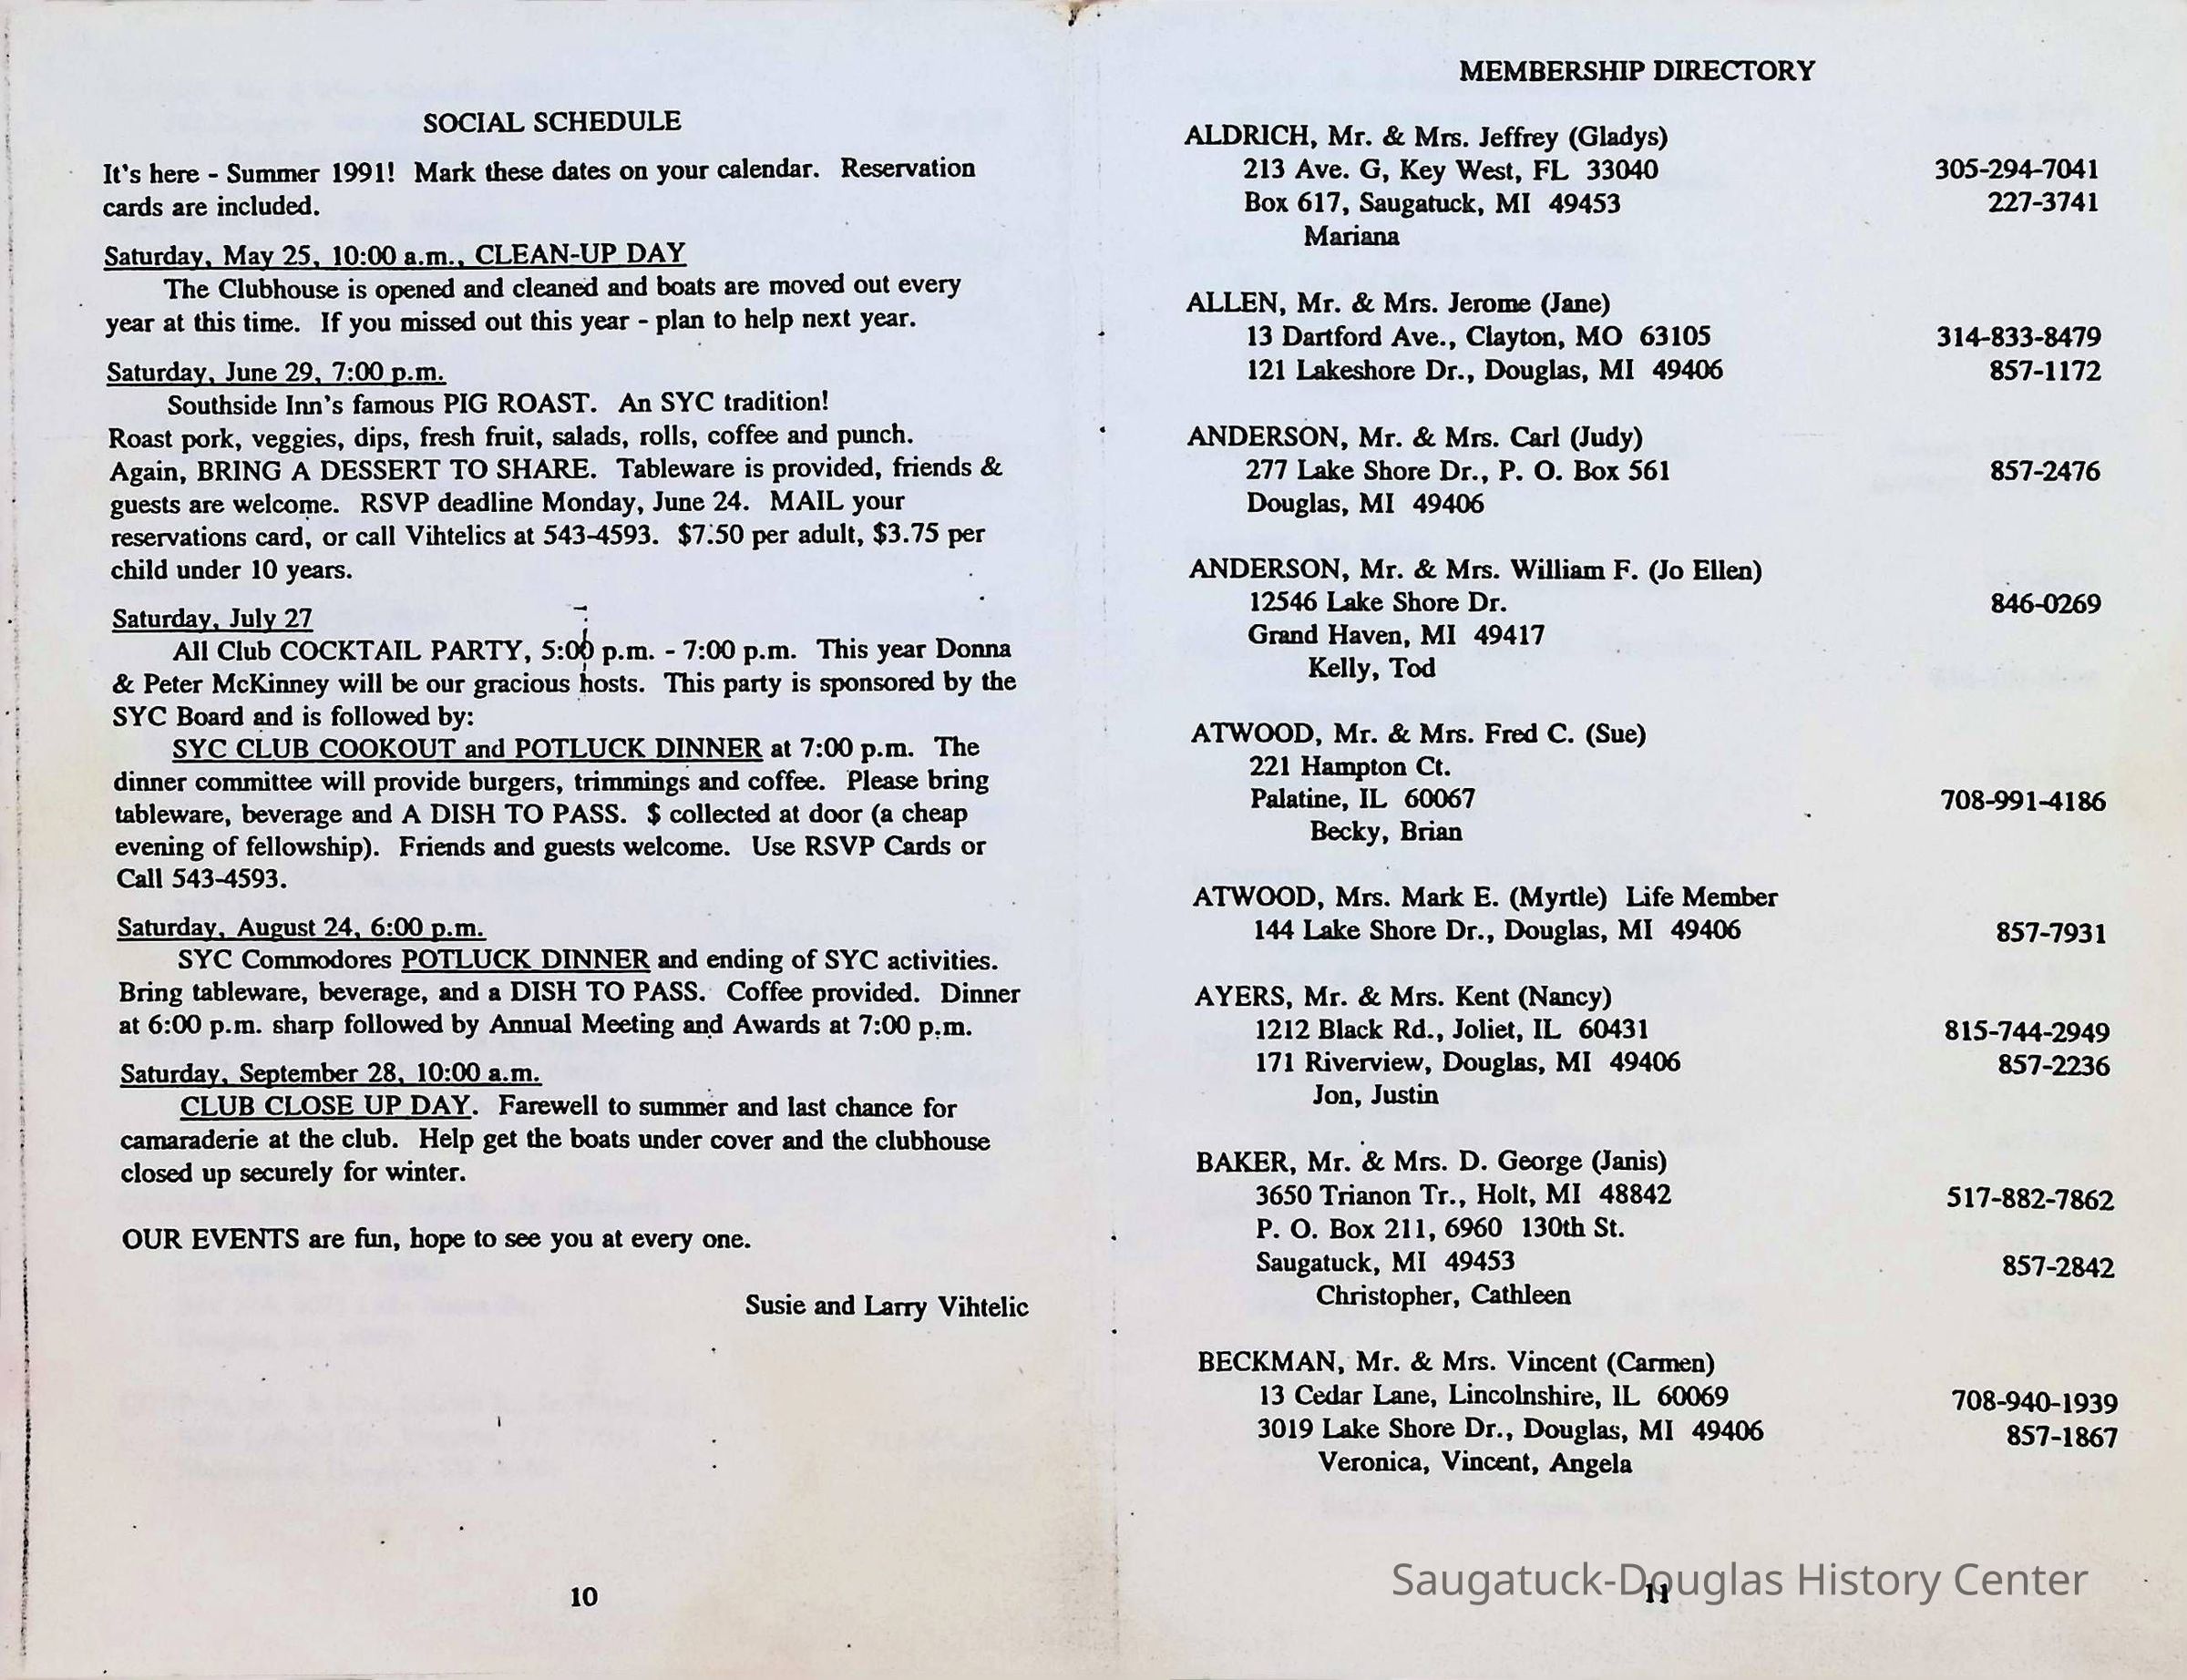 SOCIAL SCHEDULE
It's here - Summer 1991! Mark these dates on your calendar. Reservation
cards are included.
Saturday, May 25, 10:00 a.m., CLEAN-UP DAY
The Clubhouse is opened and cleaned and boats are moved out every
year at this time. If you missed out this year - plan to help next year.
Saturday, June 29, 7:00 p.m.
Southside Inn's famous PIG ROAST. An SYC tradition!
Roast pork, veggies, dips, fresh fruit, salads, rolls, coffee and punch.
Again, BRING A DESSERT TO SHARE. Tableware is provided, friends &
guests are welcome. RSVP deadline Monday, June 24. MAIL your
reservations card, or call Vihtelics at 543-4593. $7.50 per adult, $3.75 per
child under 10 years.
Saturday, July 27
All Club COCKTAIL PARTY, 5:00 p.m. - 7:00 p.m. This year Donna
& Peter McKinney will be our gracious hosts. This party is sponsored by the
SYC Board and is followed by:
SYC CLUB COOKOUT and POTLUCK DINNER at 7:00 p.m. The
dinner committee will provide burgers, trimmings and coffee. Please bring
tableware, beverage and A DISH TO PASS. $ collected at door (a cheap
evening of fellowship). Friends and guests welcome. Use RSVP Cards or
Call 543-4593.
Saturday, August 24, 6:00 p.m.
SYC Commodores POTLUCK DINNER and ending of SYC activities.
Bring tableware, beverage, and a DISH TO PASS. Coffee provided. Dinner
at 6:00 p.m. sharp followed by Annual Meeting and Awards at 7:00 p.m.
Saturday, September 28, 10:00 a.m.
CLUB CLOSE UP DAY. Farewell to summer and last chance for
camaraderie at the club. Help get the boats under cover and the clubhouse
closed up securely for winter.
OUR EVENTS are fun, hope to see you at every one.
Susie and Larry Vihtelic
10
MEMBERSHIP DIRECTORY
ALDRICH, Mr. & Mrs. Jeffrey (Gladys)
213 Ave. G, Key West, FL 33040 305-294-7041
Box 617, Saugatuck, MI 49453 227-3741
Mariana
ALLEN, Mr. & Mrs. Jerome (Jane)
13 Dartford Ave., Clayton, MO 63105 314-833-8479
121 Lakeshore Dr., Douglas, MI 49406 857-1172
ANDERSON, Mr. & Mrs. Carl (Judy)
277 Lake Shore Dr., P. O. Box 561 857-2476
Douglas, MI 49406
ANDERSON, Mr. & Mrs. William F. (Jo Ellen)
12546 Lake Shore Dr. 846-0269
Grand Haven, MI 49417
Kelly, Tod
ATWOOD, Mr. & Mrs. Fred C. (Sue)
221 Hampton Ct.
Palatine, IL 60067 708-991-4186
Becky, Brian
ATWOOD, Mrs. Mark E. (Myrtle) Life Member
144 Lake Shore Dr., Douglas, MI 49406 857-7931
AYERS, Mr. & Mrs. Kent (Nancy)
1212 Black Rd., Joliet, IL 60431 815-744-2949
171 Riverview, Douglas, MI 49406 857-2236
Jon, Justin
BAKER, Mr. & Mrs. D. George (Janis)
3650 Trianon Tr., Holt, MI 48842 517-882-7862
P. O. Box 211, 6960 130th St.
Saugatuck, MI 49453 857-2842
Christopher, Cathleen
BECKMAN, Mr. & Mrs. Vincent (Carmen)
13 Cedar Lane, Lincolnshire, IL 60069 708-940-1939
3019 Lake Shore Dr., Douglas, MI 49406 857-1867
Veronica, Vincent, Angela
Saugatuck-Douglas History Center
11